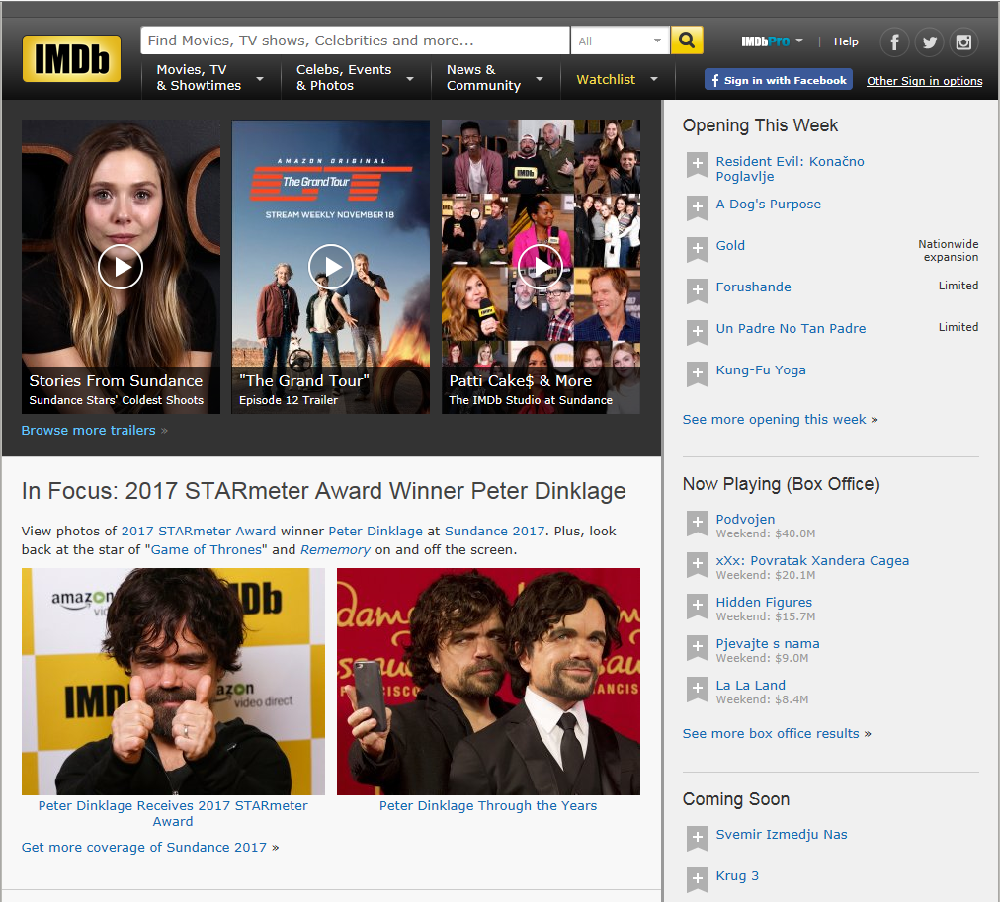 IMDb
Find Movies, TV shows, Celebrities and more...
All
IMDbPro
|
Help
Movies, TV
& Showtimes
Celebs, Events
& Photos
News &
Community
Watchlist
f Sign in with Facebook
Other Sign in options
AMAZON ORIGINAL
The Grand Tour
STREAM WEEKLY NOVEMBER 18
IMDb
Stories From Sundance
Sundance Stars' Coldest Shoots
"The Grand Tour"
Episode 12 Trailer
Patti Cake$ & More
The IMDb Studio at Sundance
Browse more trailers »
In Focus: 2017 STARmeter Award Winner Peter Dinklage
View photos of 2017 STARmeter Award winner Peter Dinklage at Sundance 2017. Plus, look
back at the star of "Game of Thrones" and Rememory on and off the screen.
amazon
IMDb
video direct
Peter Dinklage Receives 2017 STARmeter
Award
Peter Dinklage Through the Years
Get more coverage of Sundance 2017 »
Opening This Week
Resident Evil: Konačno
Poglavlje
A Dog's Purpose
Gold
Nationwide
expansion
Forushande
Limited
Un Padre No Tan Padre
Limited
Kung-Fu Yoga
See more opening this week »
Now Playing (Box Office)
Podvojen
Weekend: $40.0M
xXx: Povratak Xandera Cagea
Weekend: $20.1M
Hidden Figures
Weekend: $15.7M
Pjevajte s nama
Weekend: $9.0M
La La Land
Weekend: $8.4M
See more box office results »
Coming Soon
Svemir Izmedju Nas
Krug 3